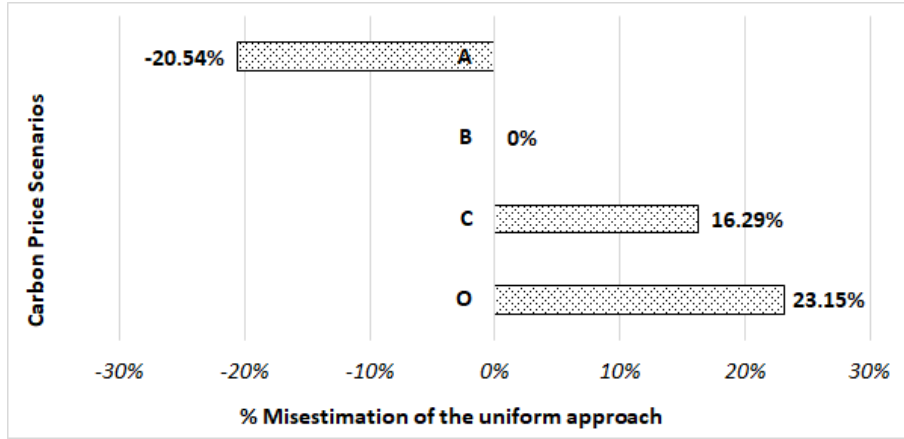 -20.54%
A
B
0%
C
16.29%
O
23.15%
Carbon Price Scenarios
-30%
-20%
-10%
0%
10%
20%
30%
% Misestimation of the uniform approach